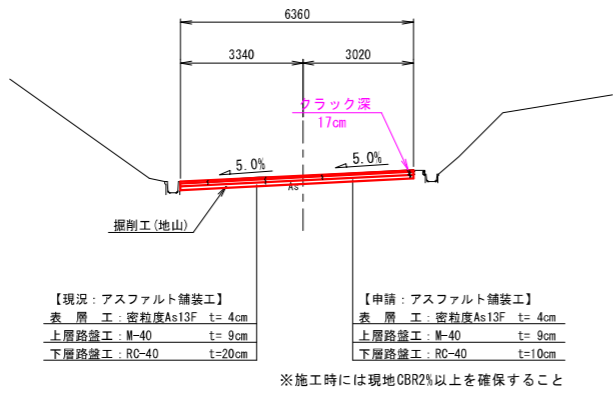 6360
3340
3020
クラック深
17cm
5.0%
5.0%
As
掘削工(地山)
【現況：アスファルト舗装工】
表 層 工：密粒度As13F t= 4cm
上層路盤工：M-40 t= 9cm
下層路盤工：RC-40 t=20cm
【申請：アスファルト舗装工】
表 層 工：密粒度As13F t= 4cm
上層路盤工：M-40 t= 9cm
下層路盤工：RC-40 t=10cm
※施工時には現地CBR2%以上を確保すること